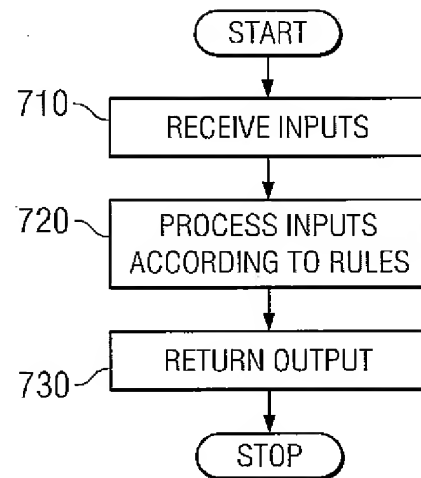 START
710
RECEIVE INPUTS
720
PROCESS INPUTS
ACCORDING TO RULES
RETURN OUTPUT
730
STOP